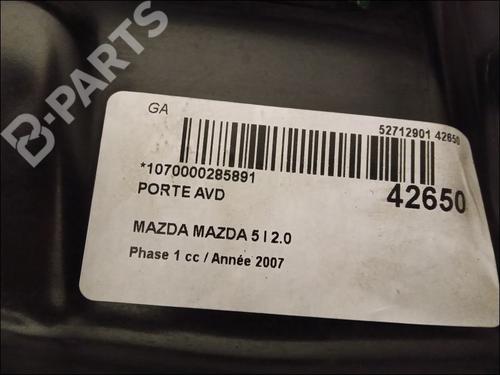 B-PARTS
GA
52712901 42650
*1070000285891
42650
PORTE AVD
MAZDA MAZDA 5 I 2.0
Phase 1 cc / Année 2007